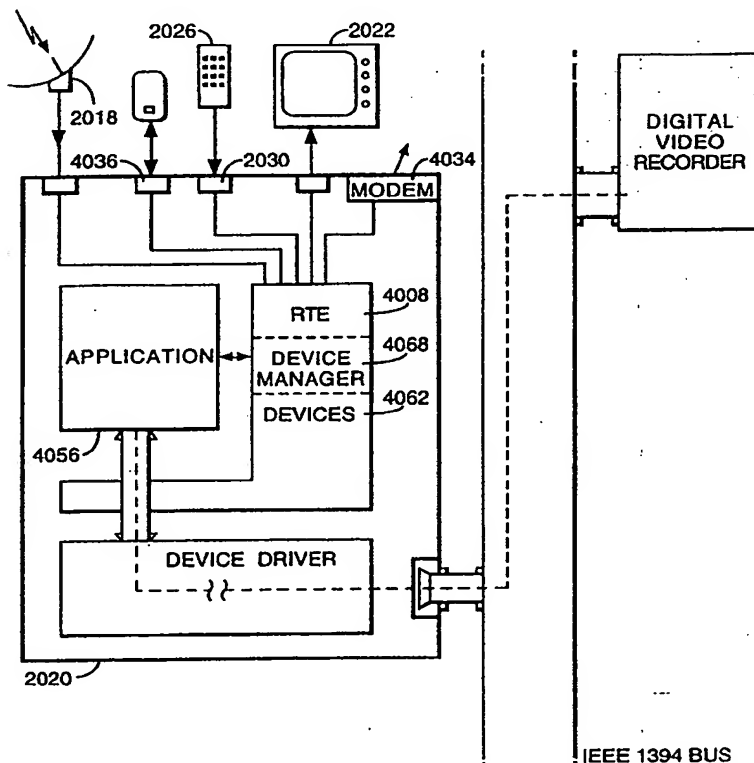 2026
2022
2018
4036
2030
4034
MODEM
DIGITAL
VIDEO
RECORDER
RTE
4008
APPLICATION
DEVICE
MANAGER
4068
DEVICES
4062
4056
DEVICE DRIVER
2020
IEEE 1394 BUS